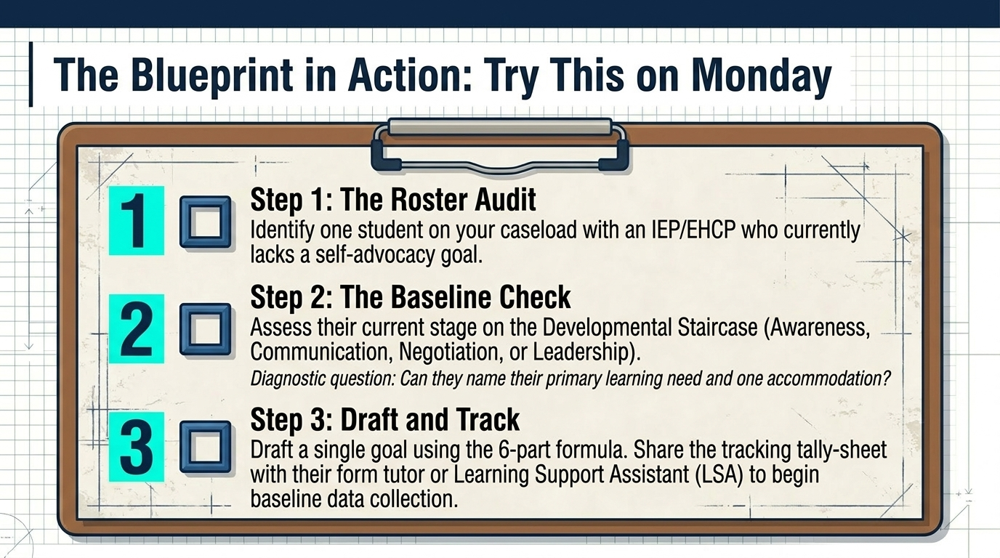 The Blueprint in Action: Try This on Monday
1
Step 1: The Roster Audit
Identify one student on your caseload with an IEP/EHCP who currently
lacks a self-advocacy goal.
2
Step 2: The Baseline Check
Assess their current stage on the Developmental Staircase (Awareness,
Communication, Negotiation, or Leadership).
Diagnostic question: Can they name their primary learning need and one accommodation?
3
Step 3: Draft and Track
Draft a single goal using the 6-part formula. Share the tracking tally-sheet
with their form tutor or Learning Support Assistant (LSA) to begin
baseline data collection.